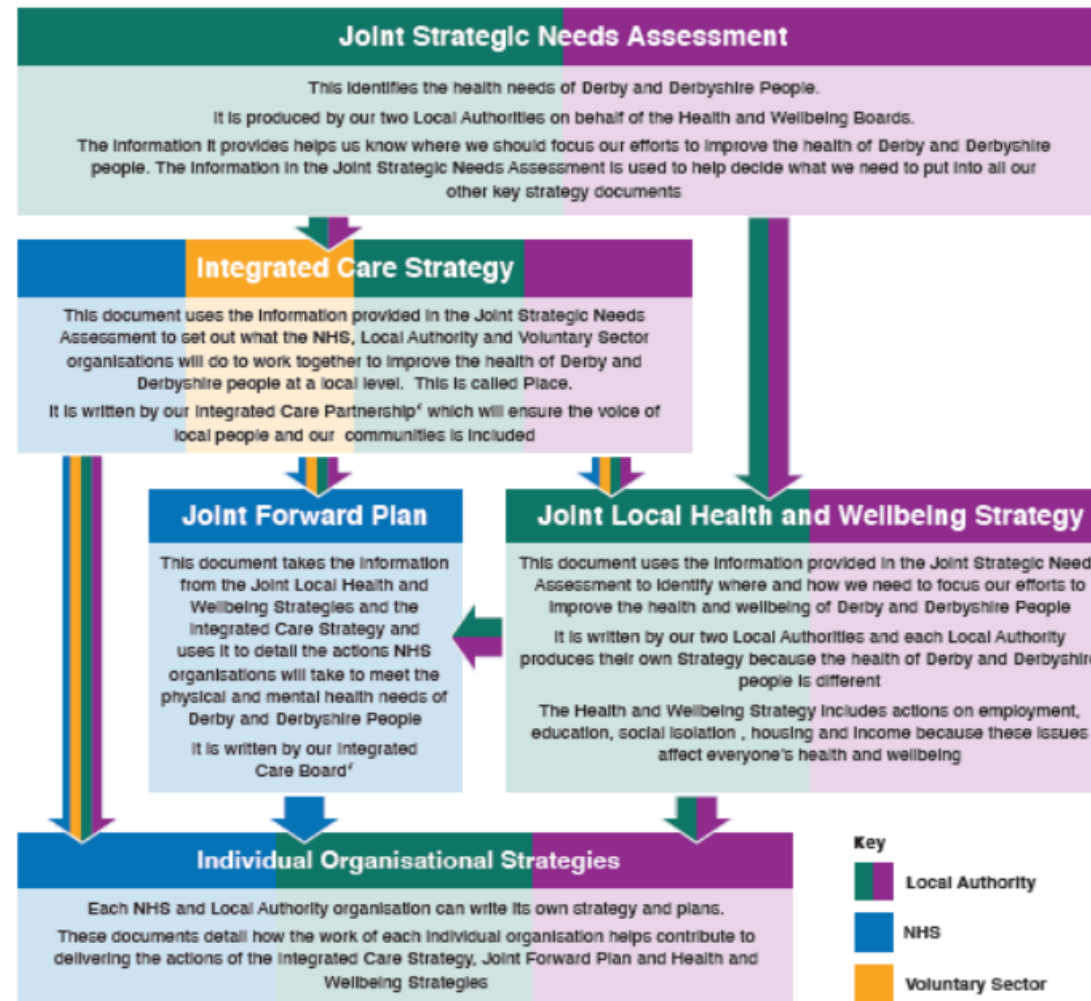 Joint Strategic Needs Assessment
This identifies the health needs of Derby and Derbyshire People.
It is produced by our two Local Authorities on behalf of the Health and Wellbeing Boards.
The information it provides helps us know where we should focus our efforts to improve the health of Derby and Derbyshire
people. The information in the Joint Strategic Needs Assessment is used to help decide what we need to put into all our
other key strategy documents
Integrated Care Strategy
This document uses the information provided in the Joint Strategic Needs
Assessment to set out what the NHS, Local Authority and Voluntary Sector
organisations will do to work together to improve the health of Derby and
Derbyshire people at a local level. This is called Place.
It is written by our Integrated Care Partnership which will ensure the voice of
local people and our communities is included
Joint Forward Plan
This document takes the information
from the Joint Local Health and
Wellbeing Strategies and the
Integrated Care Strategy and
uses it to detail the actions NHS
organisations will take to meet the
physical and mental health needs of
Derby and Derbyshire People
It is written by our Integrated
Care Board
Joint Local Health and Wellbeing Strategy
This document uses the information provided in the Joint Strategic Need
Assessment to identify where and how we need to focus our efforts to
improve the health and wellbeing of Derby and Derbyshire People
It is written by our two Local Authorities and each Local Authority
produces their own Strategy because the health of Derby and Derbyshire
people is different
The Health and Wellbeing Strategy includes actions on employment,
education, social isolation , housing and income because these issues
affect everyone's health and wellbeing
Individual Organisational Strategies
Each NHS and Local Authority organisation can write its own strategy and plans.
These documents detail how the work of each individual organisation helps contribute to
delivering the actions of the Integrated Care Strategy, Joint Forward Plan and Health and
Wellbeing Strategies
Key
Local Authority
NHS
Voluntary Sector